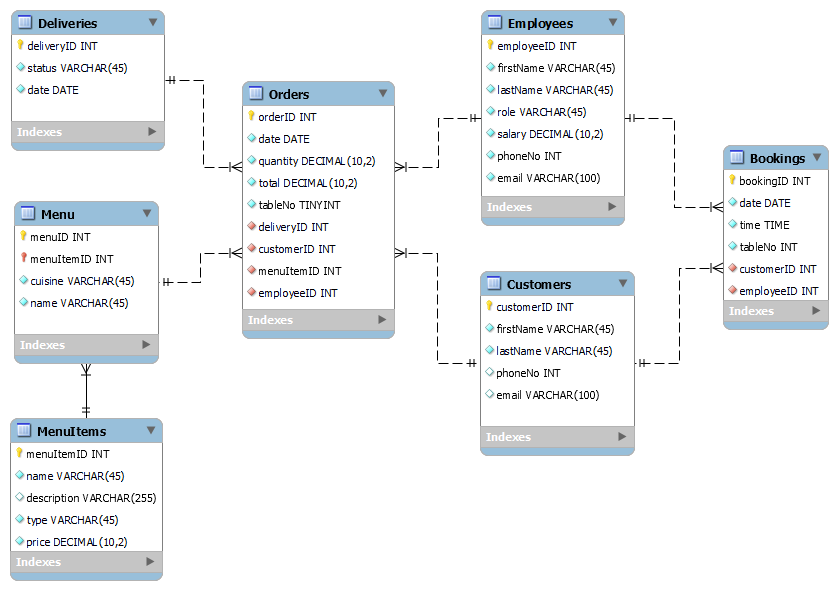 Deliveries
deliveryID INT
status VARCHAR(45)
date DATE
Indexes
Menu
menuID INT
menuItemID INT
cuisine VARCHAR(45)
name VARCHAR(45)
Indexes
MenuItems
menuItemID INT
name VARCHAR(45)
description VARCHAR(255)
type VARCHAR(45)
price DECIMAL(10,2)
Indexes
Orders
orderID INT
date DATE
quantity DECIMAL(10,2)
total DECIMAL(10,2)
tableNo TINYINT
deliveryID INT
customerID INT
menuItemID INT
employeeID INT
Indexes
Employees
employeeID INT
firstName VARCHAR(45)
lastName VARCHAR(45)
role VARCHAR(45)
salary DECIMAL(10,2)
phoneNo INT
email VARCHAR(100)
Indexes
Customers
customerID INT
firstName VARCHAR(45)
lastName VARCHAR(45)
phoneNo INT
email VARCHAR(100)
Indexes
Bookings
bookingID INT
date DATE
time TIME
tableNo INT
customerID INT
employeeID INT
Indexes